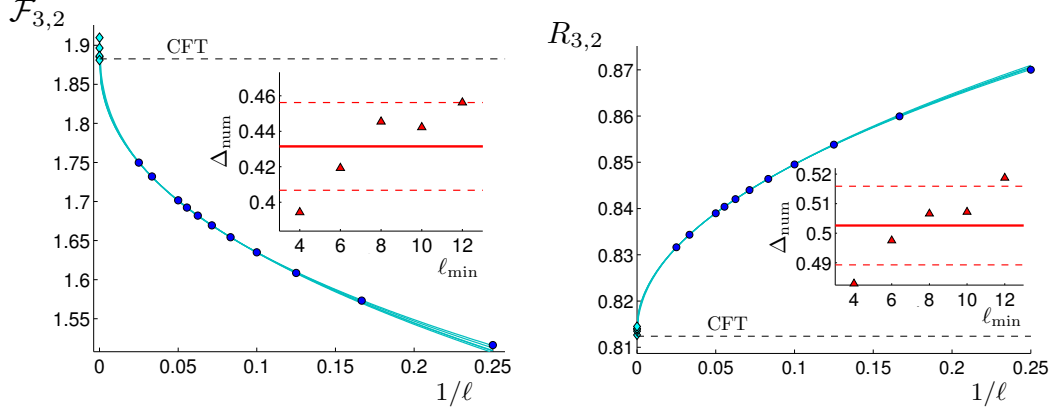 F₃,₂
1.9
1.85
1.8
1.75
1.7
1.65
1.6
1.55
CFT
0 0.05 0.1 0.15 0.2 0.25
1/ℓ
Δnum
0.46
0.44
0.42
0.4
4 6 8 10 12
ℓmin
R₃,₂
0.87
0.86
0.85
0.84
0.83
0.82
0.81
CFT
0 0.05 0.1 0.15 0.2 0.25
1/ℓ
Δnum
0.52
0.51
0.5
0.49
4 6 8 10 12
ℓmin